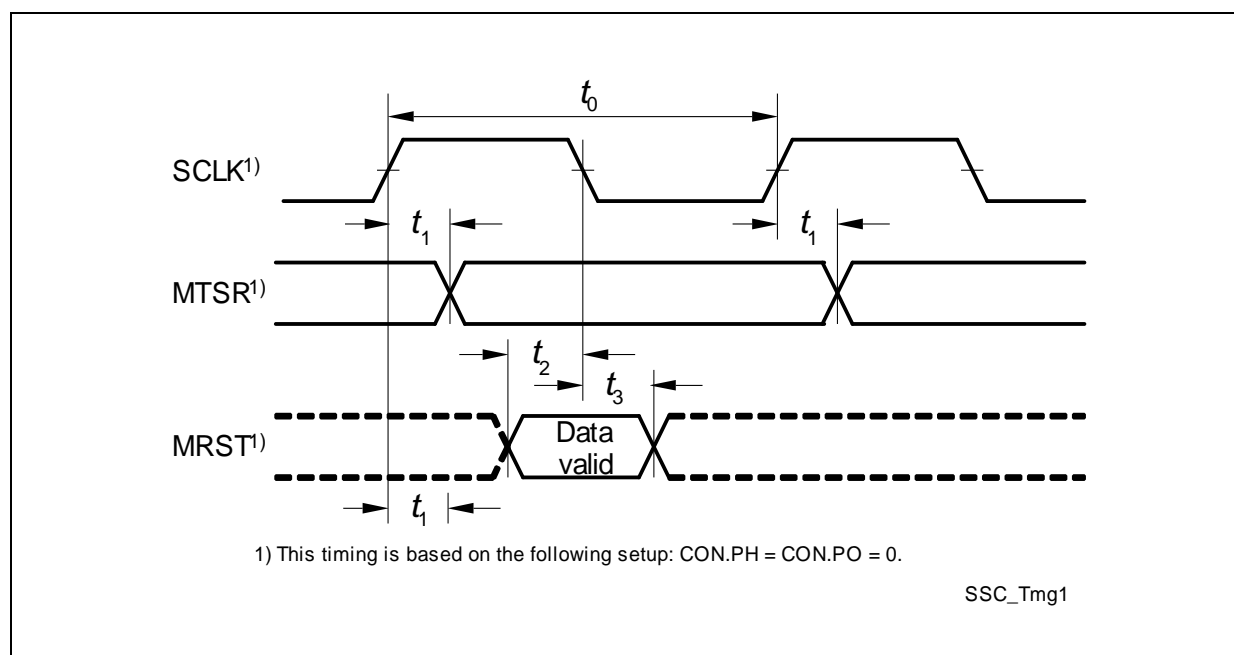 t0
SCLK1)
t1 t1
MTSR1)
t2
t3
MRST1)
Data
valid
t1
1) This timing is based on the following setup: CON.PH = CON.PO = 0.
SSC_Tmg1